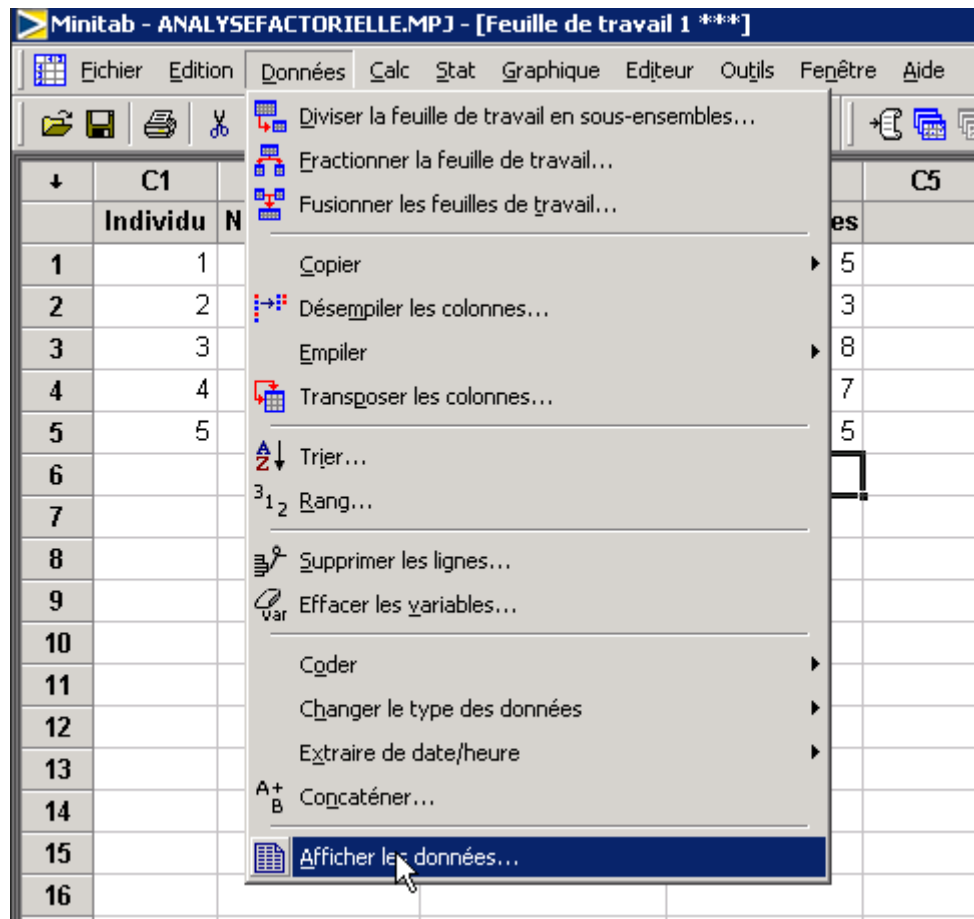 Minitab - ANALYSEFACTORIELLE.MPJ - [Feuille de travail 1 ***]
Fichier Edition Données Calc Stat Graphique Editeur Outils Fenêtre Aide
Diviser la feuille de travail en sous-ensembles...
Fractionner la feuille de travail...
Fusionner les feuilles de travail...
Copier
Désempiler les colonnes...
Empiler
Transposer les colonnes...
Trier...
Rang...
Supprimer les lignes...
Effacer les variables...
Coder
Changer le type des données
Extraire de date/heure
Concaténer...
Afficher les données...
C1 C5
Individu N es
1 1 5
2 2 3
3 3 8
4 4 7
5 5 5
6
7
8
9
10
11
12
13
14
15
16